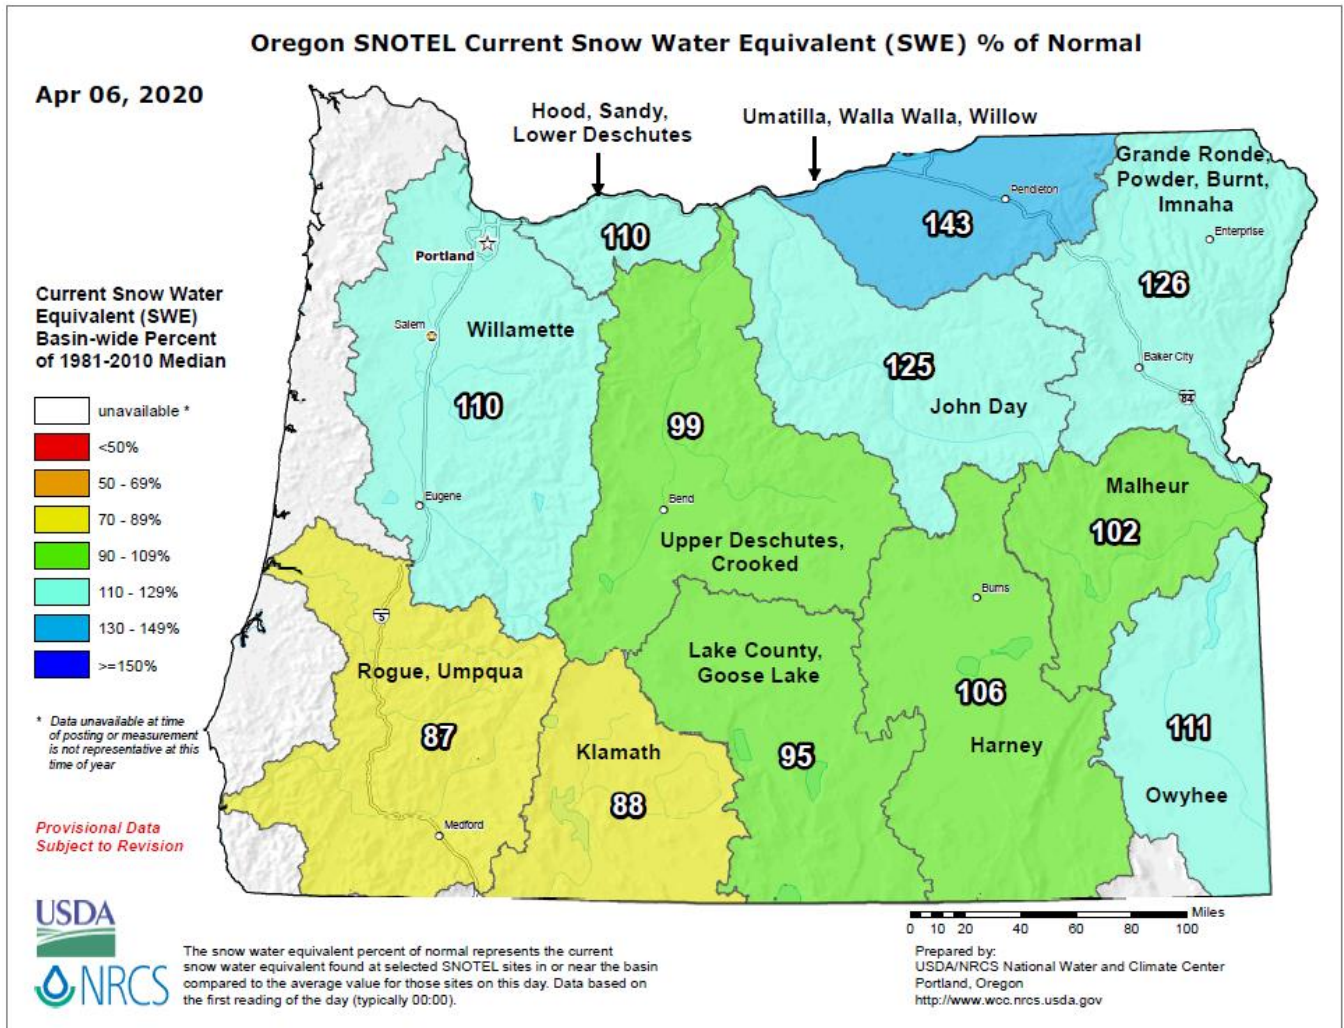 Oregon SNOTEL Current Snow Water Equivalent (SWE) % of Normal
Apr 06, 2020
Hood, Sandy,
Lower Deschutes
Umatilla, Walla Walla, Willow
Grande Ronde,
Powder, Burnt,
Imnaha
Pendleton
143
110
Enterprise
Portland
126
Current Snow Water
Equivalent (SWE)
Basin-wide Percent
of 1981-2010 Median
Salem
Willamette
125
Baker City
John Day
84
110
99
unavailable *
<50%
50 - 69%
70 - 89%
90 - 109%
110 - 129%
130 - 149%
>=150%
Eugene
Bend
Malheur
102
Upper Deschutes,
Crooked
Burns
5
Rogue, Umpqua
Lake County,
Goose Lake
106
87
Klamath
95
Harney
111
88
Owyhee
Medford
* Data unavailable at time
of posting or measurement
is not representative at this
time of year
Provisional Data
Subject to Revision
USDA
NRCS
The snow water equivalent percent of normal represents the current
snow water equivalent found at selected SNOTEL sites in or near the basin
compared to the average value for those sites on this day. Data based on
the first reading of the day (typically 00:00).
Miles
0 10 20 40 60 80 100
Prepared by:
USDA/NRCS National Water and Climate Center
Portland, Oregon
http://www.wcc.nrcs.usda.gov